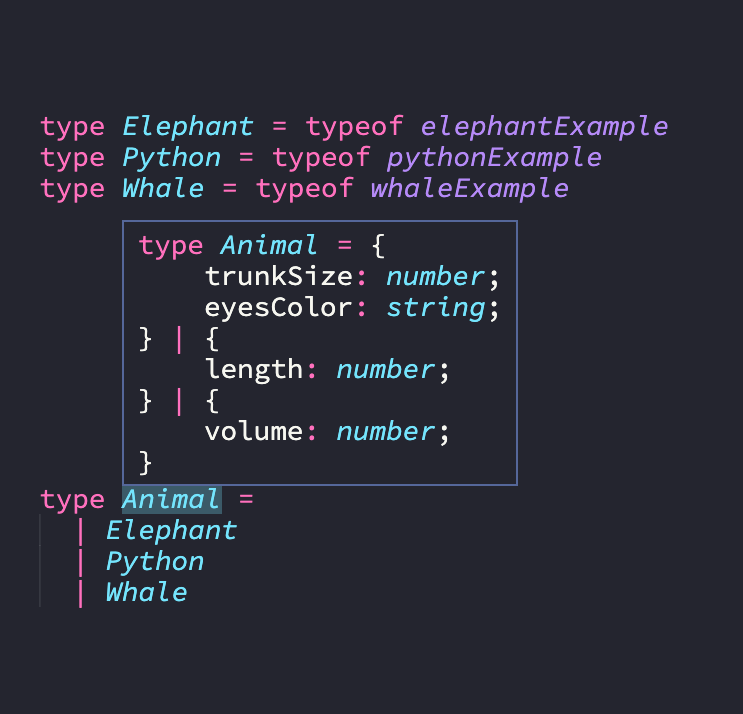 type Elephant = typeof elephantExample
type Python = typeof pythonExample
type Whale = typeof whaleExample
type Animal = {
    trunkSize: number;
    eyesColor: string;
} | {
    length: number;
} | {
    volume: number;
}
type Animal =
  | Elephant
  | Python
  | Whale